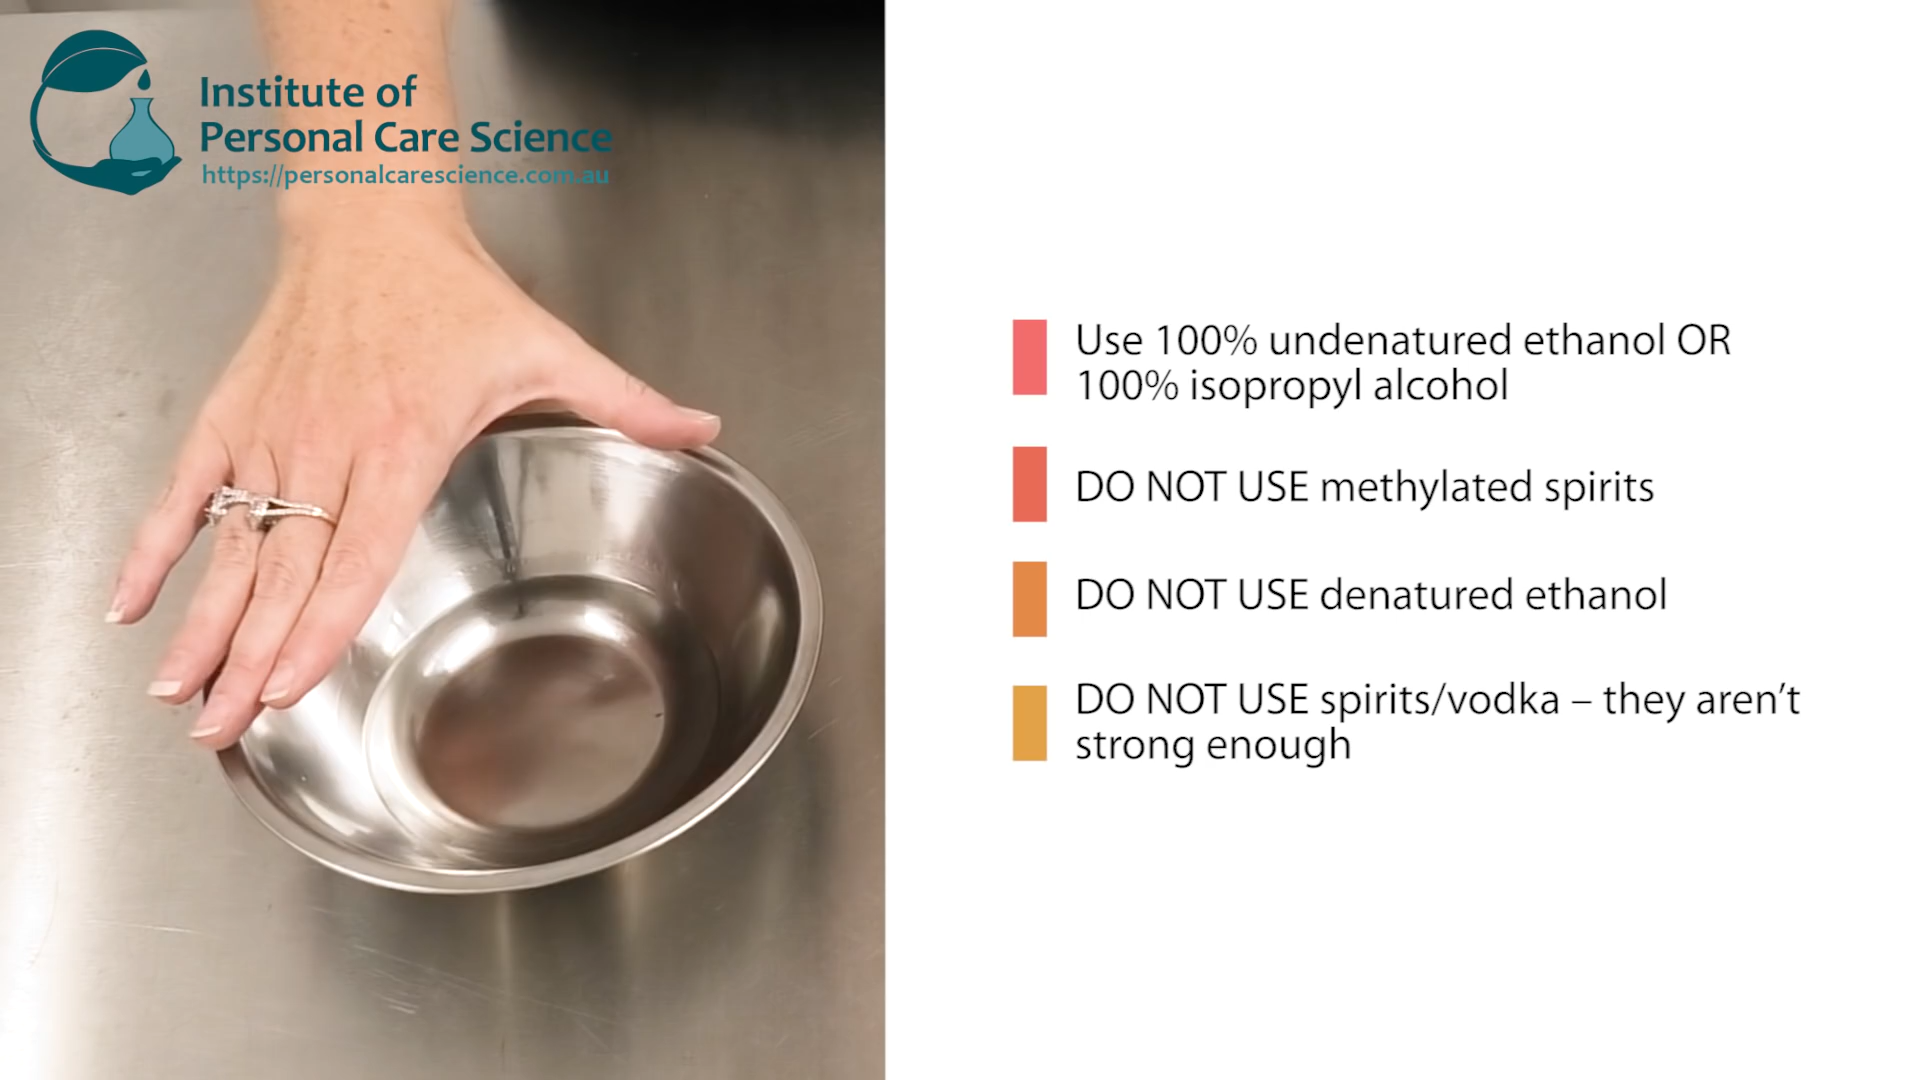 Institute of
Personal Care Science
https://personalcarescience.com.au
Use 100% undenatured ethanol OR
100% isopropyl alcohol
DO NOT USE methylated spirits
DO NOT USE denatured ethanol
DO NOT USE spirits/vodka – they aren’t
strong enough